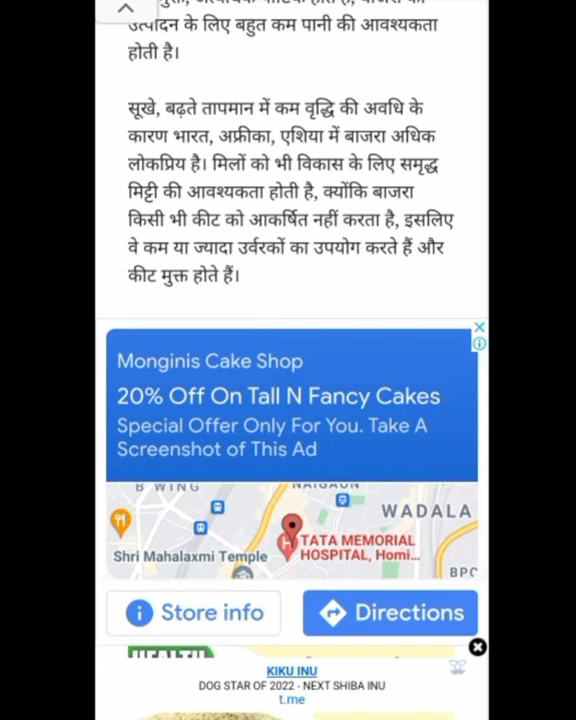 उत्पादन के लिए बहुत कम पानी की आवश्यकता
होती है।
सूखे, बढ़ते तापमान में कम वृद्धि की अवधि के
कारण भारत, अफ्रीका, एशिया में बाजरा अधिक
लोकप्रिय है। मिलों को भी विकास के लिए समृद्ध
मिट्टी की आवश्यकता होती है, क्योंकि बाजरा
किसी भी कीट को आकर्षित नहीं करता है, इसलिए
वे कम या ज्यादा उर्वरकों का उपयोग करते हैं और
कीट मुक्त होते हैं।
Monginis Cake Shop
20% Off On Tall N Fancy Cakes
Special Offer Only For You. Take A
Screenshot of This Ad
B WING
NAIGAUN
WADALA
TATA MEMORIAL
HOSPITAL, Homi...
Shri Mahalaxmi Temple
BPC
Store info
Directions
HEALTH
KIKU INU
DOG STAR OF 2022 - NEXT SHIBA INU
t.me